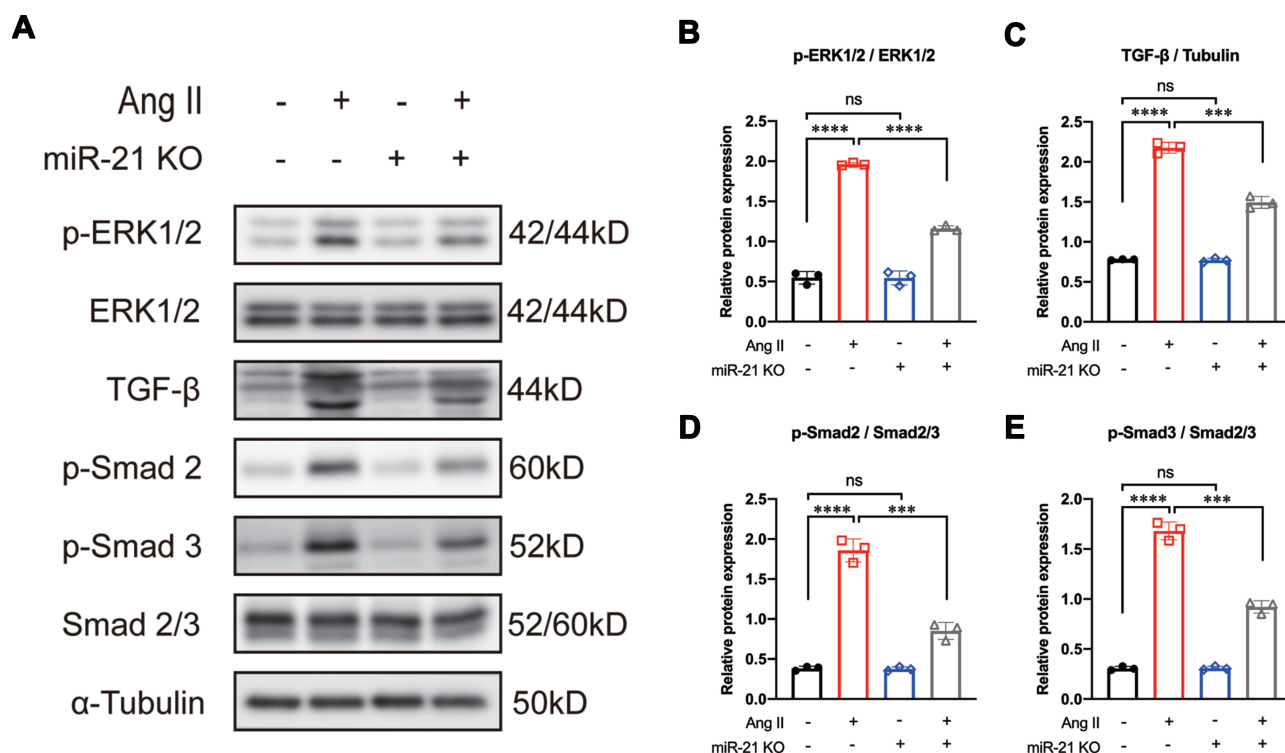 A
Ang II - + - +
miR-21 KO - - + +
p-ERK1/2 42/44kD
ERK1/2 42/44kD
TGF-β 44kD
p-Smad 2 60kD
p-Smad 3 52kD
Smad 2/3 52/60kD
α-Tubulin 50kD
B
p-ERK1/2 / ERK1/2
Relative protein expression
2.5
2.0
1.5
1.0
0.5
0.0
ns
**** ****
Ang II - + - +
miR-21 KO - - + +
C
TGF-β / Tubulin
Relative protein expression
2.5
2.0
1.5
1.0
0.5
0.0
ns
**** ***
Ang II - + - +
miR-21 KO - - + +
D
p-Smad2 / Smad2/3
Relative protein expression
2.5
2.0
1.5
1.0
0.5
0.0
ns
**** ***
Ang II - + - +
miR-21 KO - - + +
E
p-Smad3 / Smad2/3
Relative protein expression
2.0
1.5
1.0
0.5
0.0
ns
**** ***
Ang II - + - +
miR-21 KO - - + +